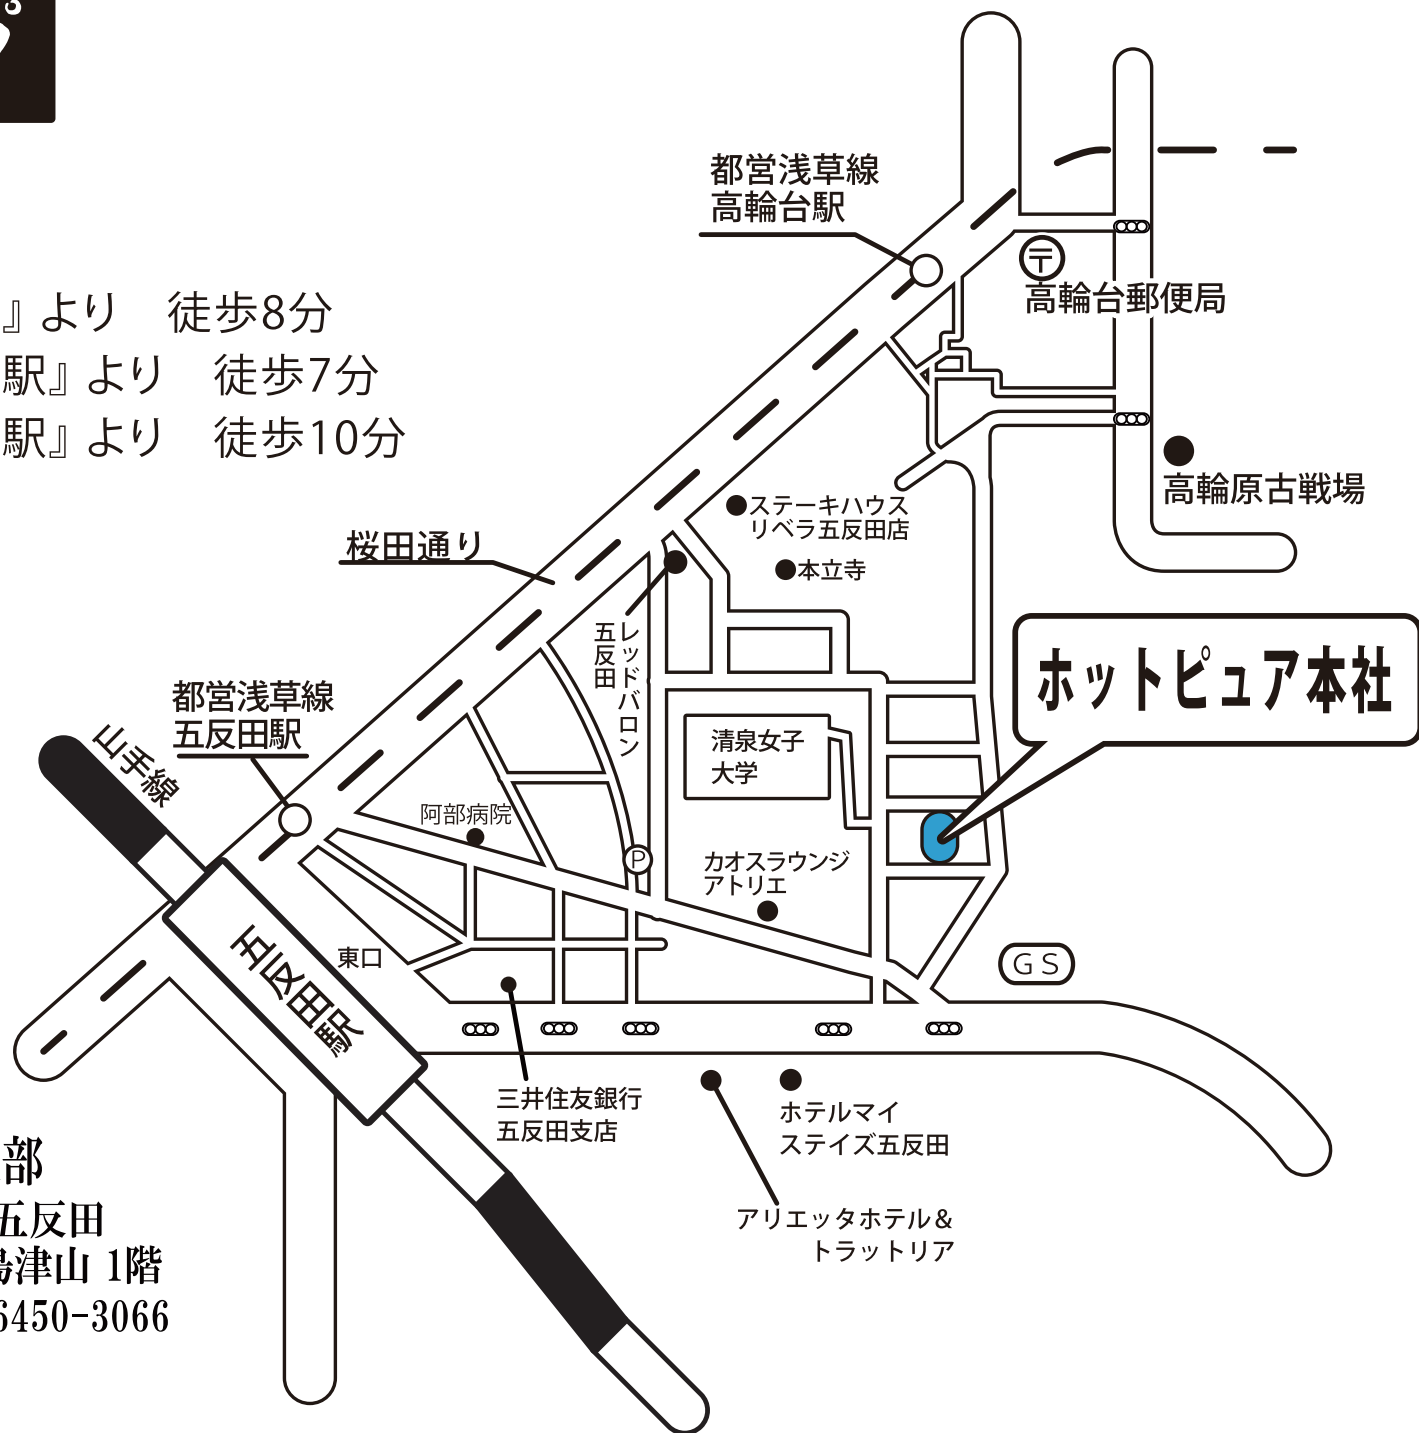 都営浅草線
高輪台駅
〒
高輪台郵便局
』より 徒歩8分
駅』より 徒歩7分
駅』より 徒歩10分
高輪原古戦場
ステーキハウス
リベラ五反田店
桜田通り
本立寺
レッドバロン
五反田
ホットピュア本社
都営浅草線
五反田駅
山手線
清泉女子
大学
阿部病院
P
カオスラウンジ
アトリエ
東口
五反田駅
GS
三井住友銀行
五反田支店
ホテルマイ
ステイズ五反田
アリエッタホテル&
トラットリア
部
五反田
島津山 1階
6450-3066